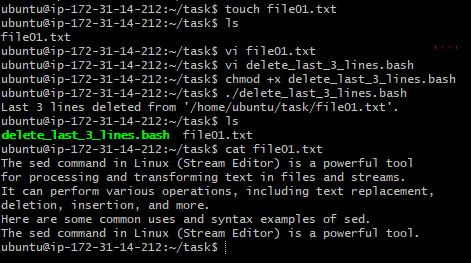 ubuntu@ip-172-31-14-212:~/task$ touch file01.txt
ubuntu@ip-172-31-14-212:~/task$ ls
file01.txt
ubuntu@ip-172-31-14-212:~/task$ vi file01.txt
ubuntu@ip-172-31-14-212:~/task$ vi delete_last_3_lines.bash
ubuntu@ip-172-31-14-212:~/task$ chmod +x delete_last_3_lines.bash
ubuntu@ip-172-31-14-212:~/task$ ./delete_last_3_lines.bash
Last 3 lines deleted from '/home/ubuntu/task/file01.txt'.
ubuntu@ip-172-31-14-212:~/task$ ls
delete_last_3_lines.bash  file01.txt
ubuntu@ip-172-31-14-212:~/task$ cat file01.txt
The sed command in Linux (Stream Editor) is a powerful tool
for processing and transforming text in files and streams.
It can perform various operations, including text replacement,
deletion, insertion, and more.
Here are some common uses and syntax examples of sed.
The sed command in Linux (Stream Editor) is a powerful tool.
ubuntu@ip-172-31-14-212:~/task$